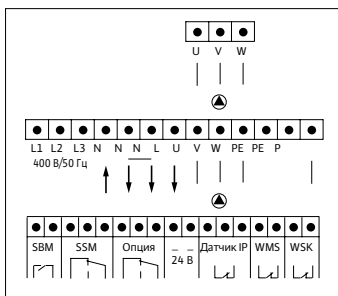 U V W
L1 L2 L3 N N N L U V W PE PE P
400 В/50 Гц
SBM SSM Опция 24 В Датчик IP WMS WSK